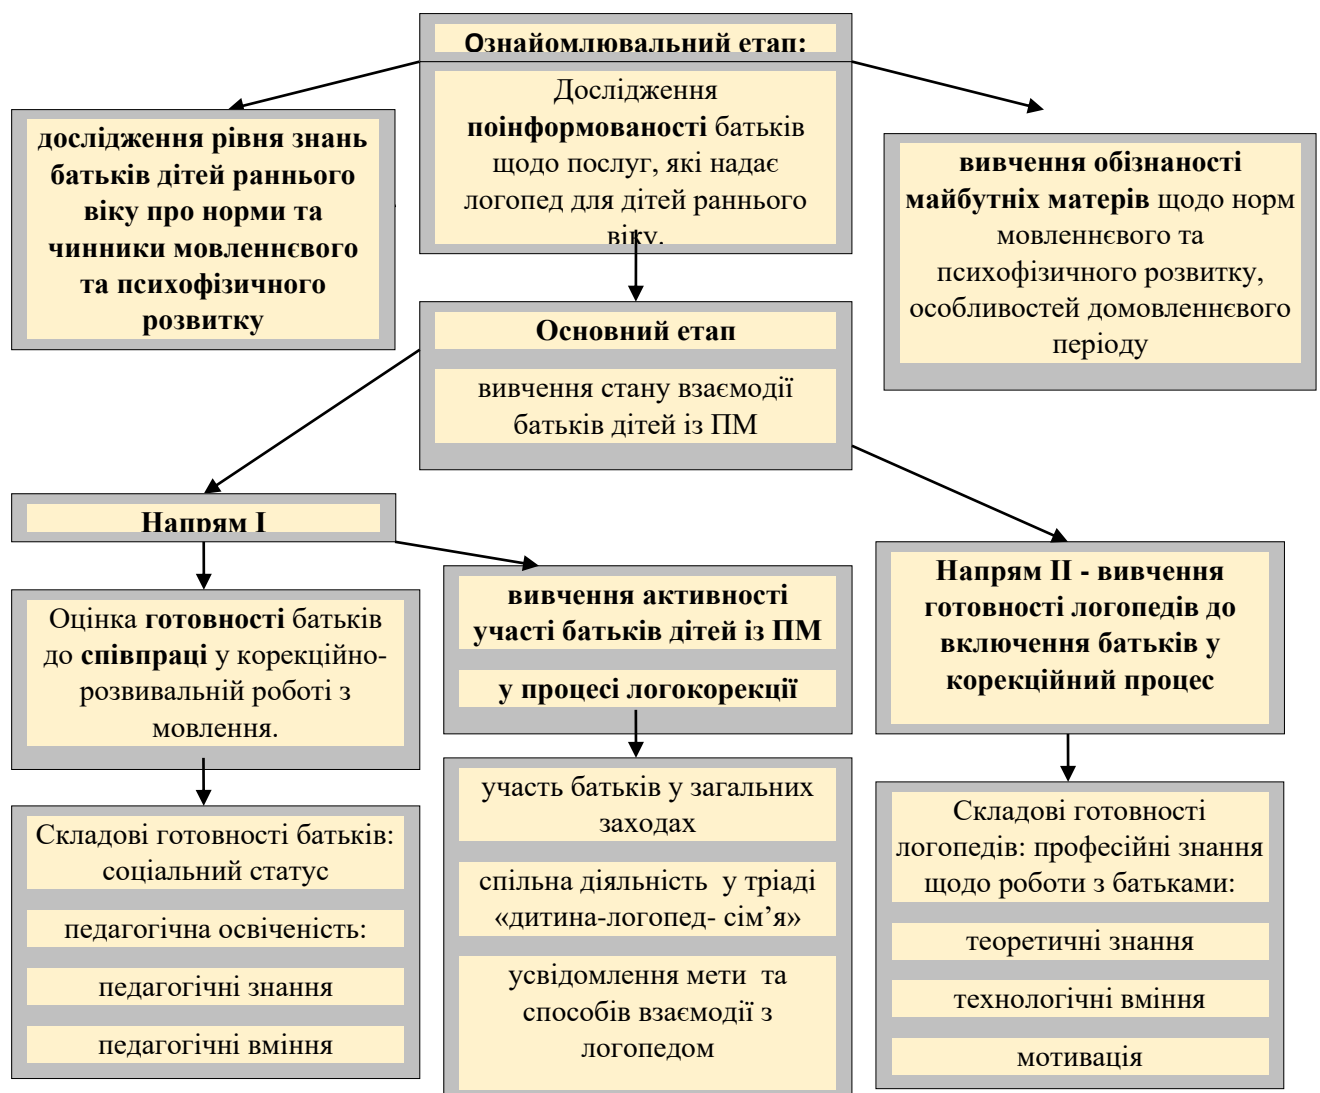 Ознайомлювальний етап:
Дослідження
поінформованості батьків
щодо послуг, які надає
логопед для дітей раннього
віку.
дослідження рівня знань
батьків дітей раннього
віку про норми та
чинники мовленнєвого
та психофізичного
розвитку
вивчення обізнаності
майбутніх матерів щодо норм
мовленнєвого та
психофізичного розвитку,
особливостей домовленнєвого
періоду
Основний етап
вивчення стану взаємодії
батьків дітей із ПМ
Напрям І
Оцінка готовності батьків
до співпраці у корекційно-
розвивальній роботі з
мовлення.
Складові готовності батьків:
соціальний статус
педагогічна освіченість:
педагогічні знання
педагогічні вміння
вивчення активності
участі батьків дітей із ПМ
у процесі логокорекції
участь батьків у загальних
заходах
спільна діяльність у тріаді
«дитина-логопед- сім’я»
усвідомлення мети та
способів взаємодії з
логопедом
Напрям ІІ - вивчення
готовності логопедів до
включення батьків у
корекційний процес
Складові готовності
логопедів: професійні знання
щодо роботи з батьками:
теоретичні знання
технологічні вміння
мотивація